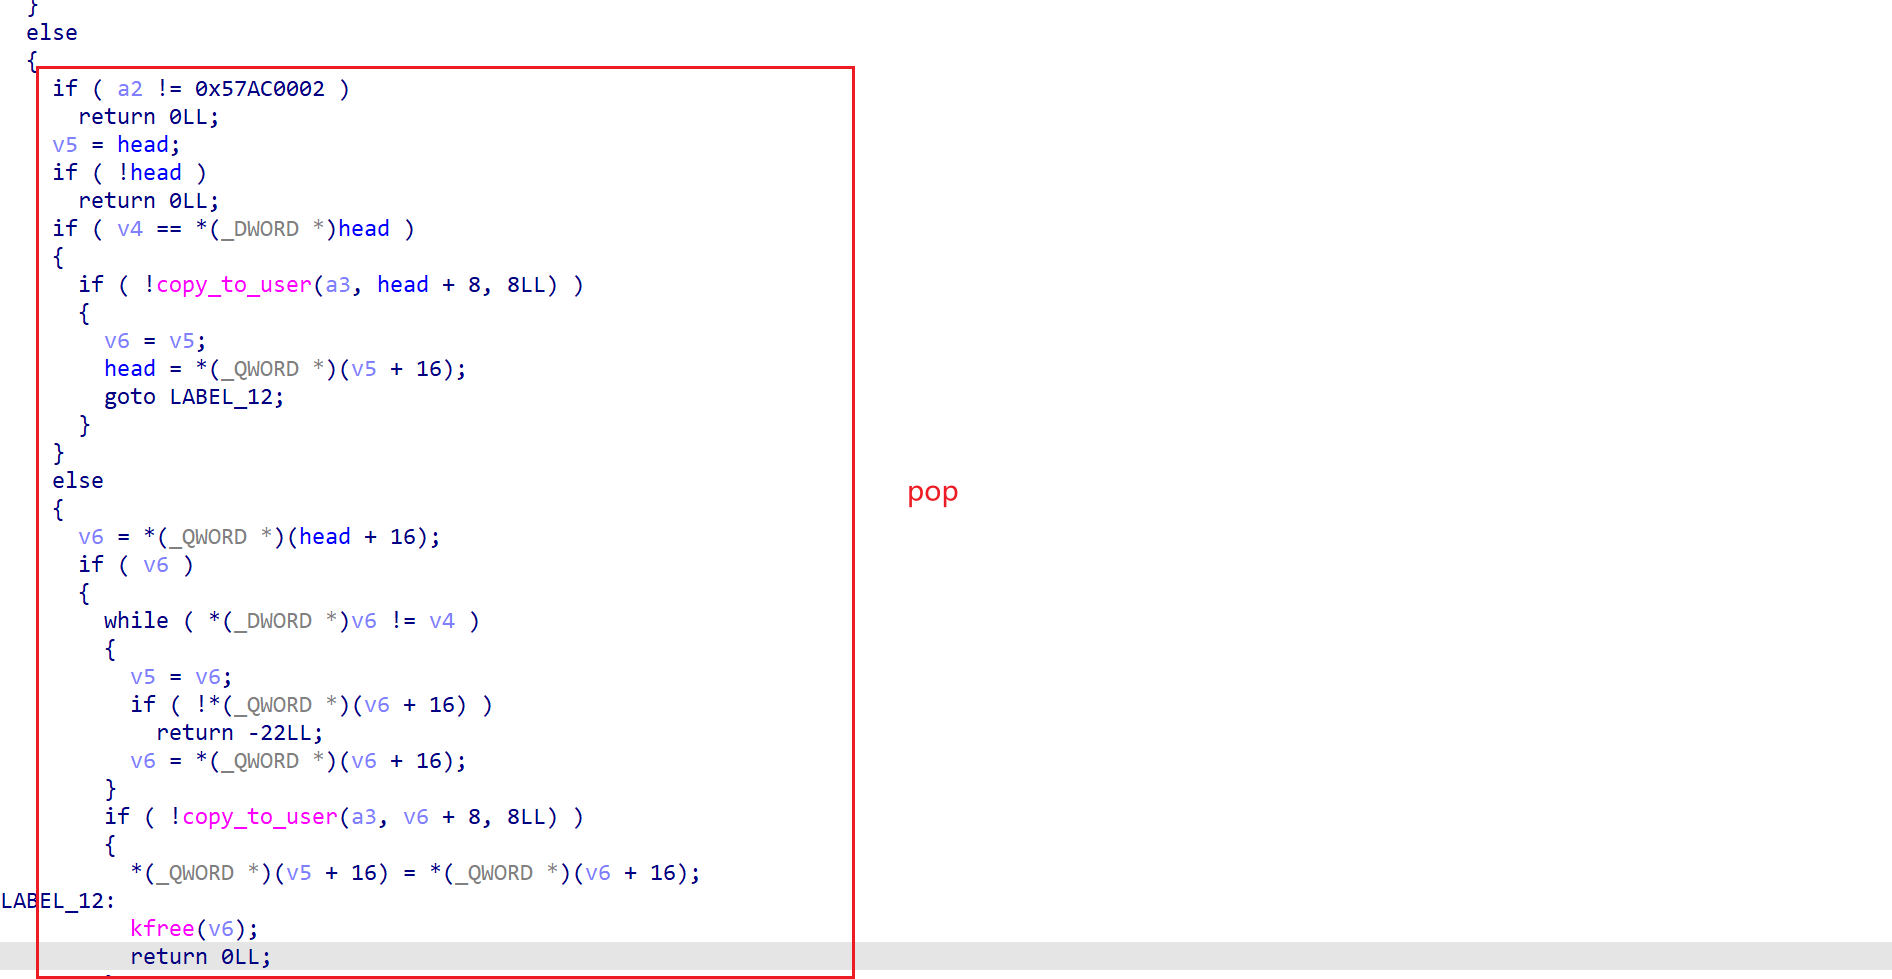 }
else
{
if ( a2 != 0x57AC0002 )
return 0LL;
v5 = head;
if ( !head )
return 0LL;
if ( v4 == *(_DWORD *)head )
{
if ( !copy_to_user(a3, head + 8, 8LL) )
{
v6 = v5;
head = *(_QWORD *)(v5 + 16);
goto LABEL_12;
}
}
else
{
v6 = *(_QWORD *)(head + 16);
if ( v6 )
{
while ( *(_DWORD *)v6 != v4 )
{
v5 = v6;
if ( !*(_QWORD *)(v6 + 16) )
return -22LL;
v6 = *(_QWORD *)(v6 + 16);
}
if ( !copy_to_user(a3, v6 + 8, 8LL) )
{
*(_QWORD *)(v5 + 16) = *(_QWORD *)(v6 + 16);
LABEL_12:
kfree(v6);
return 0LL;
pop